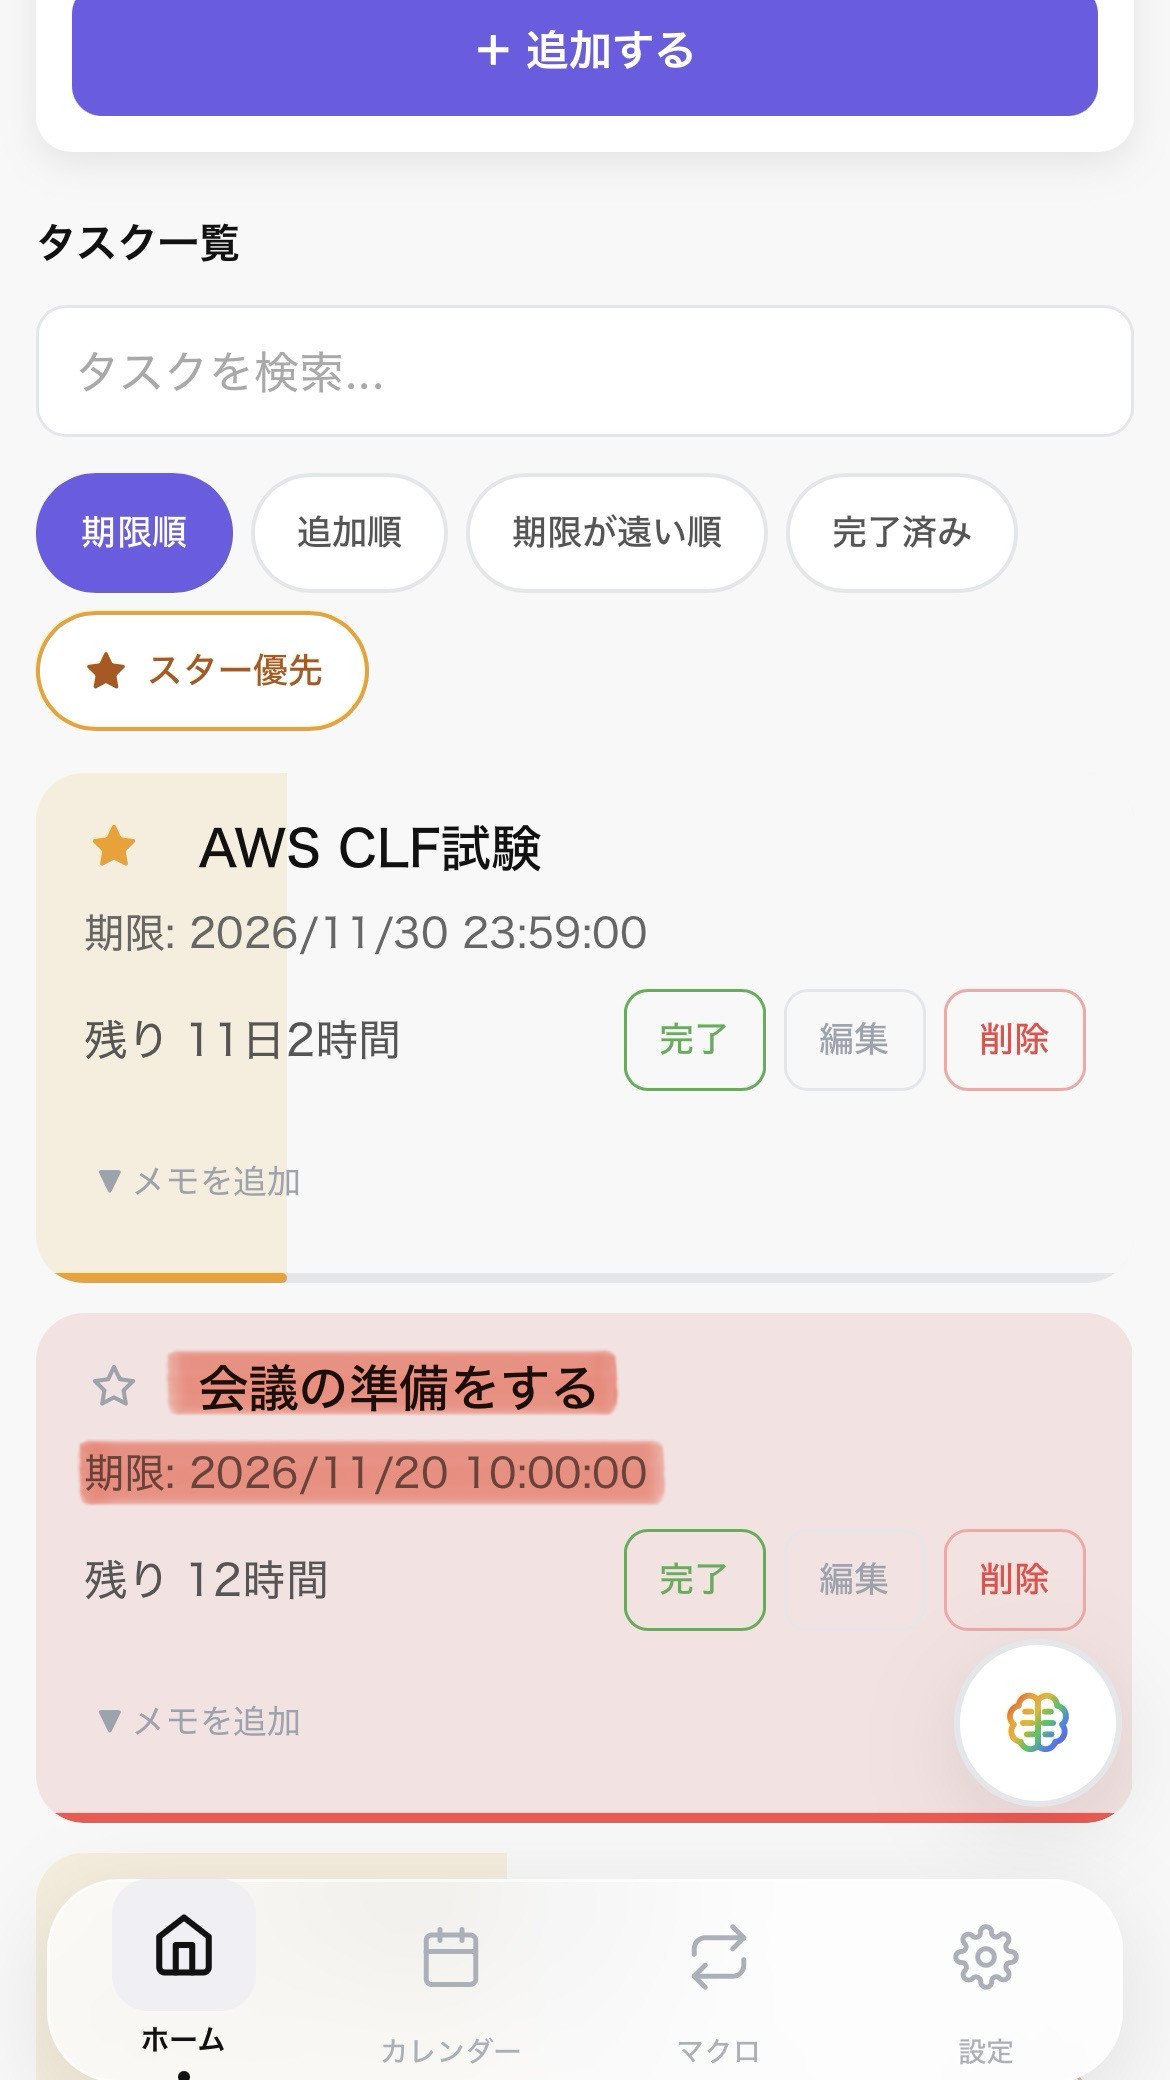 + 追加する
タスク一覧
タスクを検索...
期限順 追加順 期限が遠い順 完了済み
★ スター優先
AWS CLF試験
期限: 2026/11/30 23:59:00
残り 11日2時間 完了 編集 削除
▼メモを追加
会議の準備をする
期限: 2026/11/20 10:00:00
残り 12時間 完了 編集 削除
▼メモを追加
ホーム カレンダー マクロ 設定